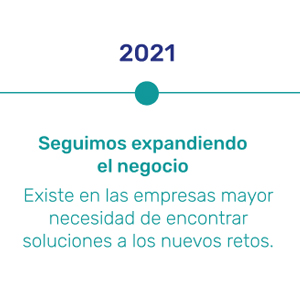 2021
Seguimos expandiendo
el negocio
Existe en las empresas mayor
necesidad de encontrar
soluciones a los nuevos retos.